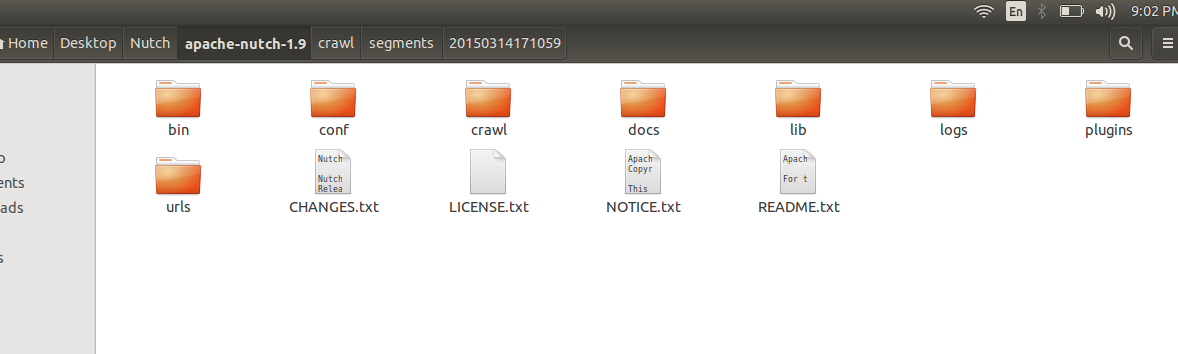 En 9:02 PM
Home Desktop Nutch apache-nutch-1.9 crawl segments 20150314171059
bin conf crawl docs lib logs plugins
Nutch
Nutch
Relea
Apach
Copyr
This
Apach
For t
urls CHANGES.txt LICENSE.txt NOTICE.txt README.txt
ents
ads